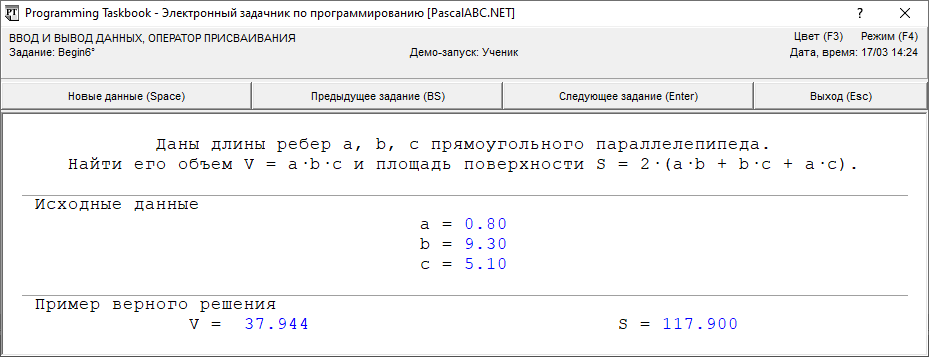 Programming Taskbook - Электронный задачник по программированию [PascalABC.NET]
ВВОД И ВЫВОД ДАННЫХ, ОПЕРАТОР ПРИСВАИВАНИЯ Цвет (F3) Режим (F4)
Задание: Begin6° Демо-запуск: Ученик Дата, время: 17/03 14:24
Новые данные (Space) Предыдущее задание (BS) Следующее задание (Enter) Выход (Esc)
Даны длины ребер a, b, c прямоугольного параллелепипеда.
Найти его объем V = a·b·c и площадь поверхности S = 2·(a·b + b·c + a·c).
Исходные данные
a = 0.80
b = 9.30
c = 5.10
Пример верного решения
V = 37.944 S = 117.900